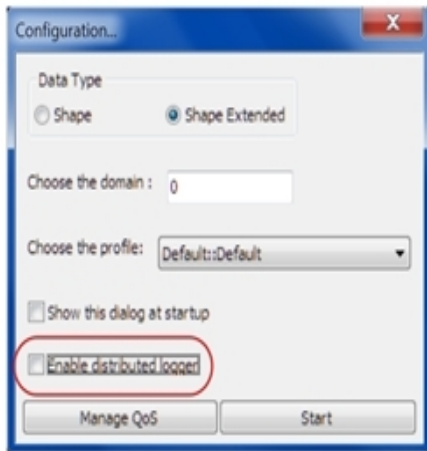 Configuration...
Data Type
Shape
Shape Extended
Choose the domain :
0
Choose the profile:
Default::Default
Show this dialog at startup
Enable distributed logger
Manage QoS
Start